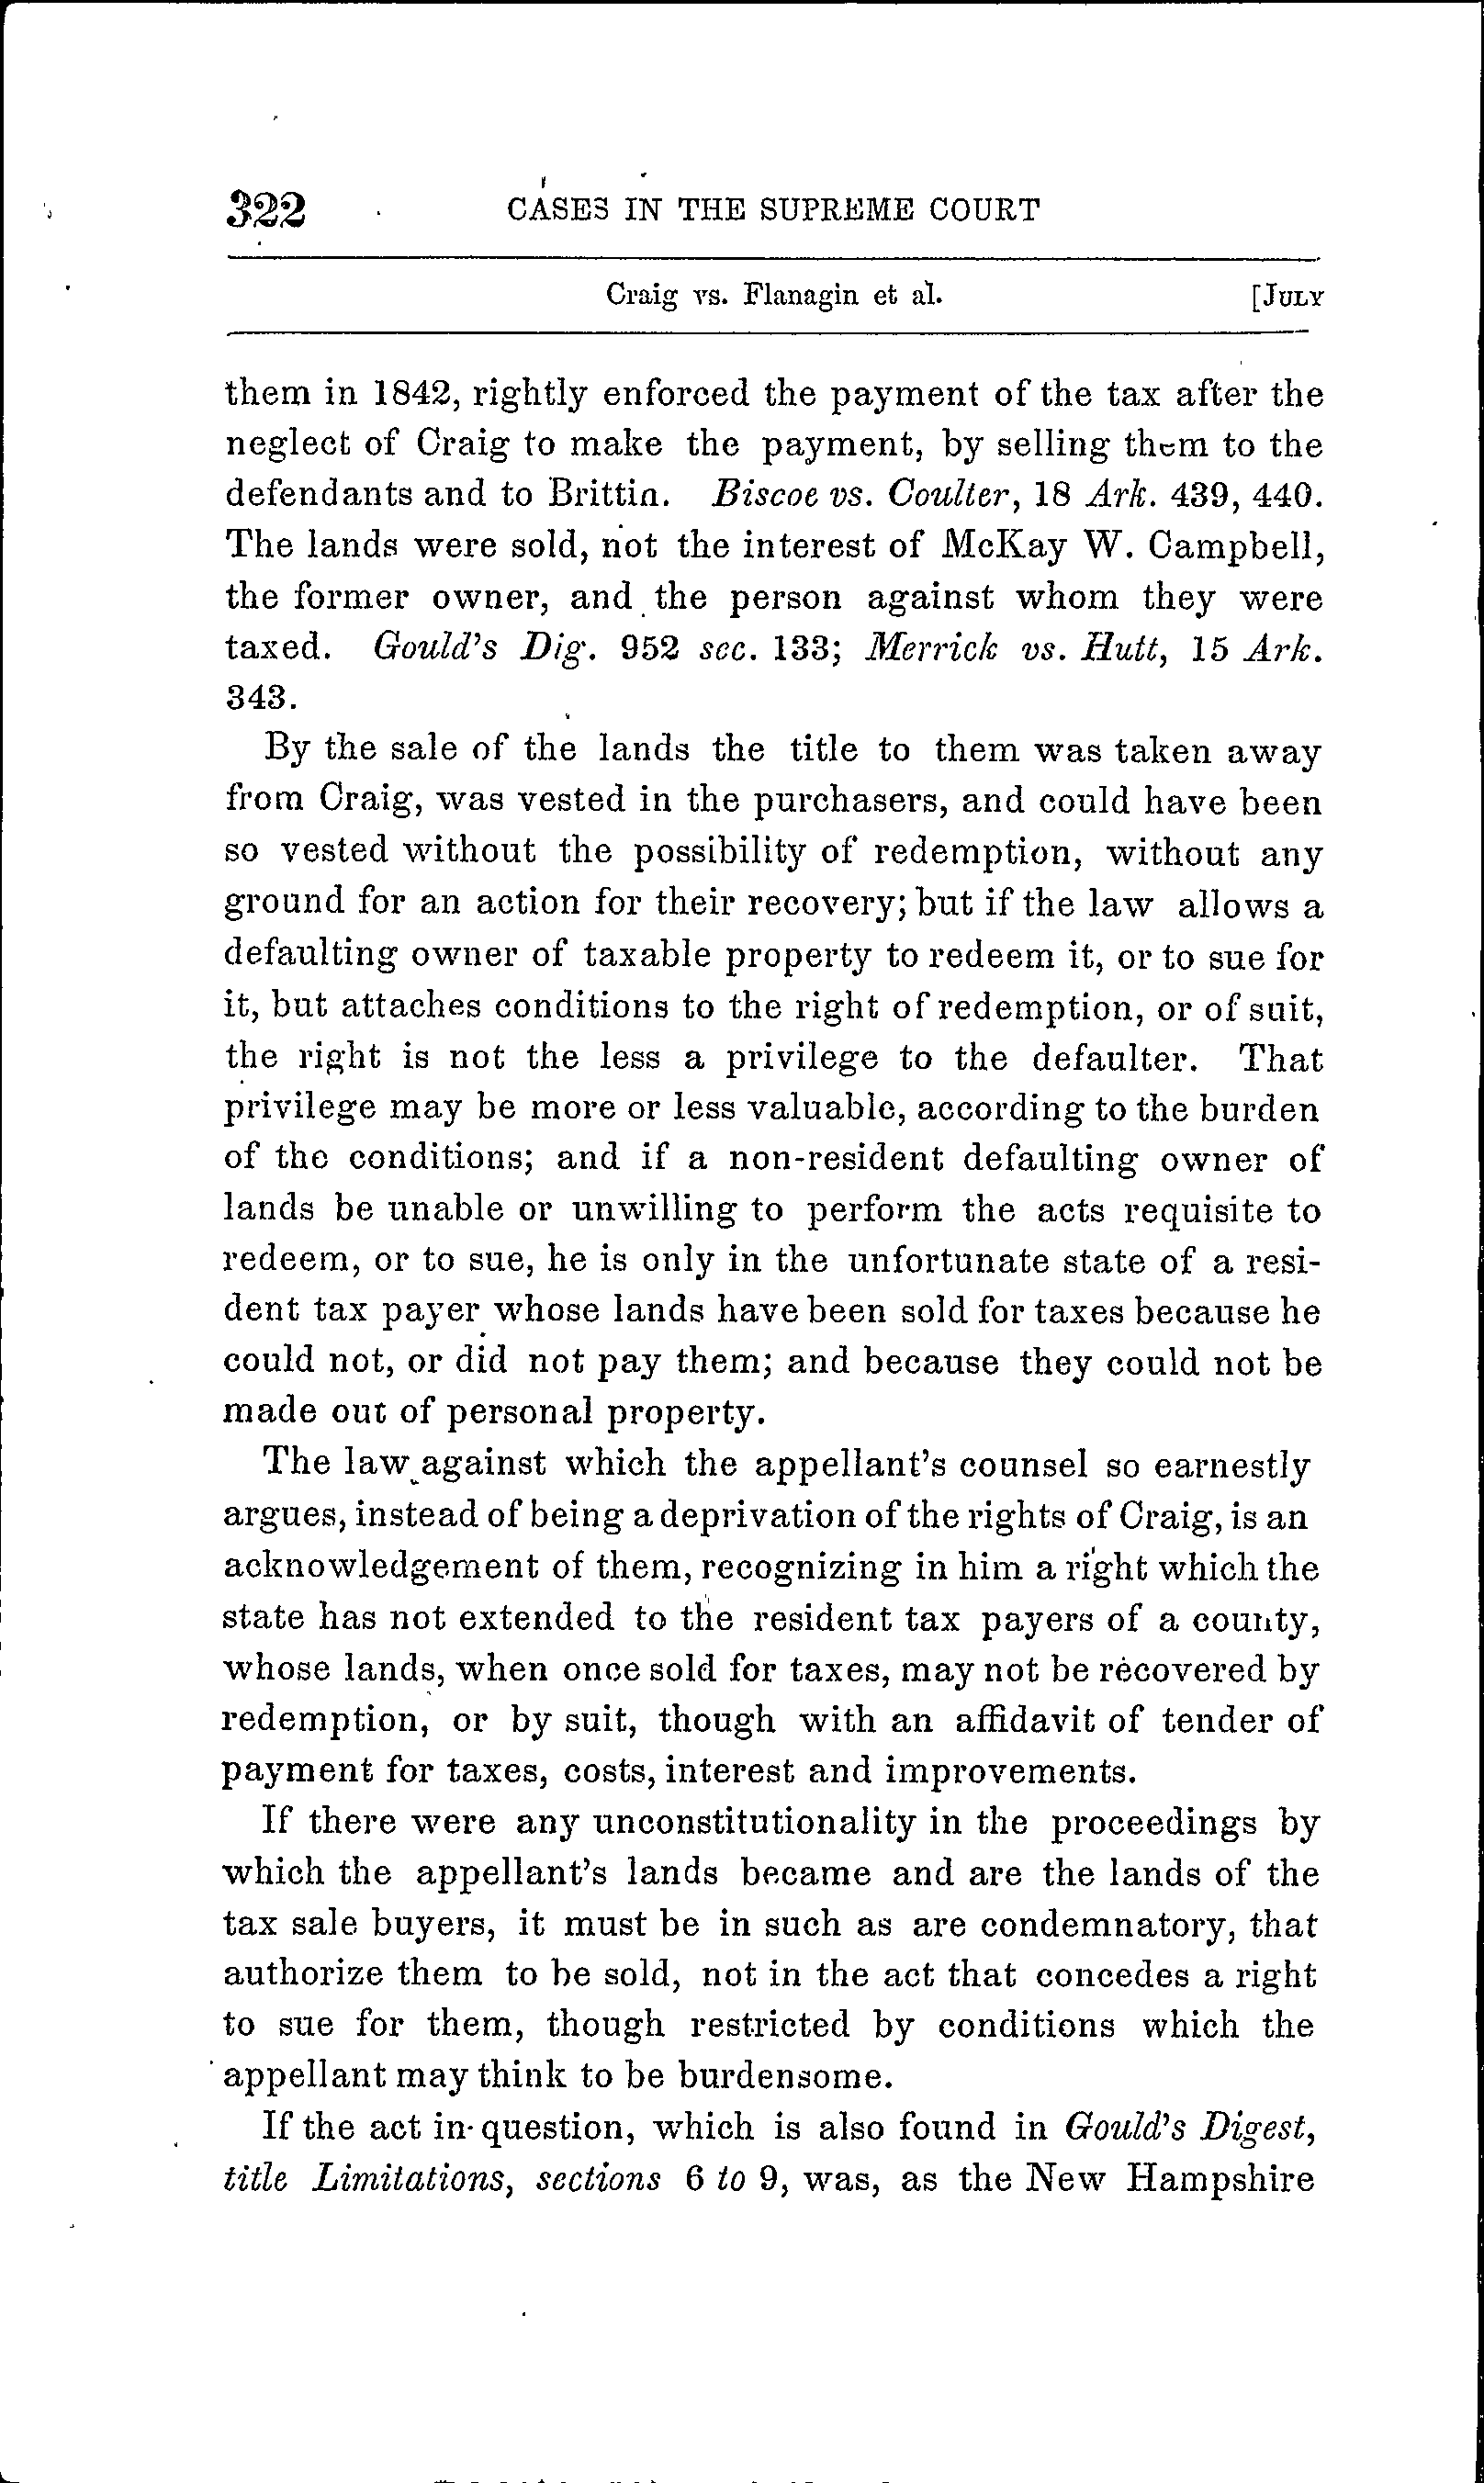 322 CASES IN THE SUPREME COURT
Craig vs. Flanagin et al. [JULY
them in 1842, rightly enforced the payment of the tax after the
neglect of Craig to make the payment, by selling them to the
defendants and to Brittin. Biscoe vs. Coulter, 18 Ark. 439, 440.
The lands were sold, not the interest of McKay W. Campbell,
the former owner, and the person against whom they were
taxed. Gould's Dig. 952 sec. 133; Merrick vs. Hutt, 15 Ark.
343.
By the sale of the lands the title to them was taken away
from Craig, was vested in the purchasers, and could have been
so vested without the possibility of redemption, without any
ground for an action for their recovery; but if the law allows a
defaulting owner of taxable property to redeem it, or to sue for
it, but attaches conditions to the right of redemption, or of suit,
the right is not the less a privilege to the defaulter. That
privilege may be more or less valuable, according to the burden
of the conditions; and if a non-resident defaulting owner of
lands be unable or unwilling to perform the acts requisite to
redeem, or to sue, he is only in the unfortunate state of a resi-
dent tax payer whose lands have been sold for taxes because he
could not, or did not pay them; and because they could not be
made out of personal property.
The law against which the appellant's counsel so earnestly
argues, instead of being a deprivation of the rights of Craig, is an
acknowledgement of them, recognizing in him a right which the
state has not extended to the resident tax payers of a county,
whose lands, when once sold for taxes, may not be recovered by
redemption, or by suit, though with an affidavit of tender of
payment for taxes, costs, interest and improvements.
If there were any unconstitutionality in the proceedings by
which the appellant's lands became and are the lands of the
tax sale buyers, it must be in such as are condemnatory, that
authorize them to be sold, not in the act that concedes a right
to sue for them, though restricted by conditions which the
appellant may think to be burdensome.
If the act in question, which is also found in Gould's Digest,
title Limitations, sections 6 to 9, was, as the New Hampshire